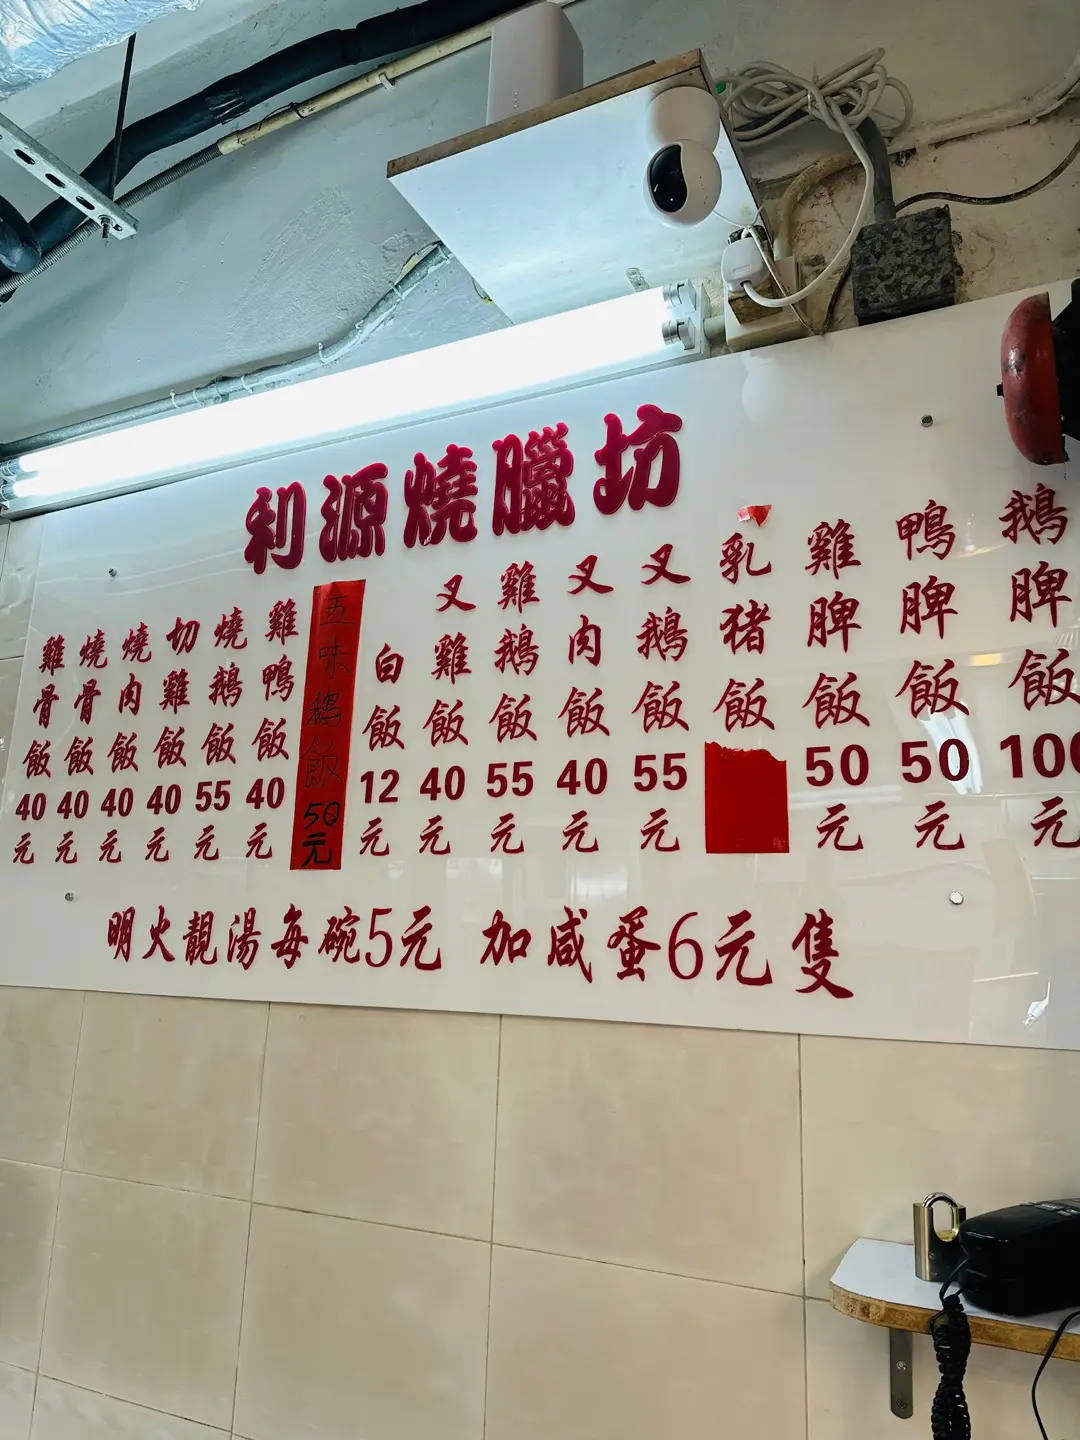 利源燒臘坊
雞骨飯40元
燒骨飯40元
燒肉飯40元
切雞飯40元
燒鵝飯55元
雞鴨飯40元
五味鵝飯50元
白飯12元
叉雞飯40元
雞鵝飯55元
叉肉飯40元
叉鵝飯55元
乳猪飯
雞脾飯50元
鴨脾飯50元
鵝脾飯100元
明火靚湯每碗5元 加咸蛋6元隻